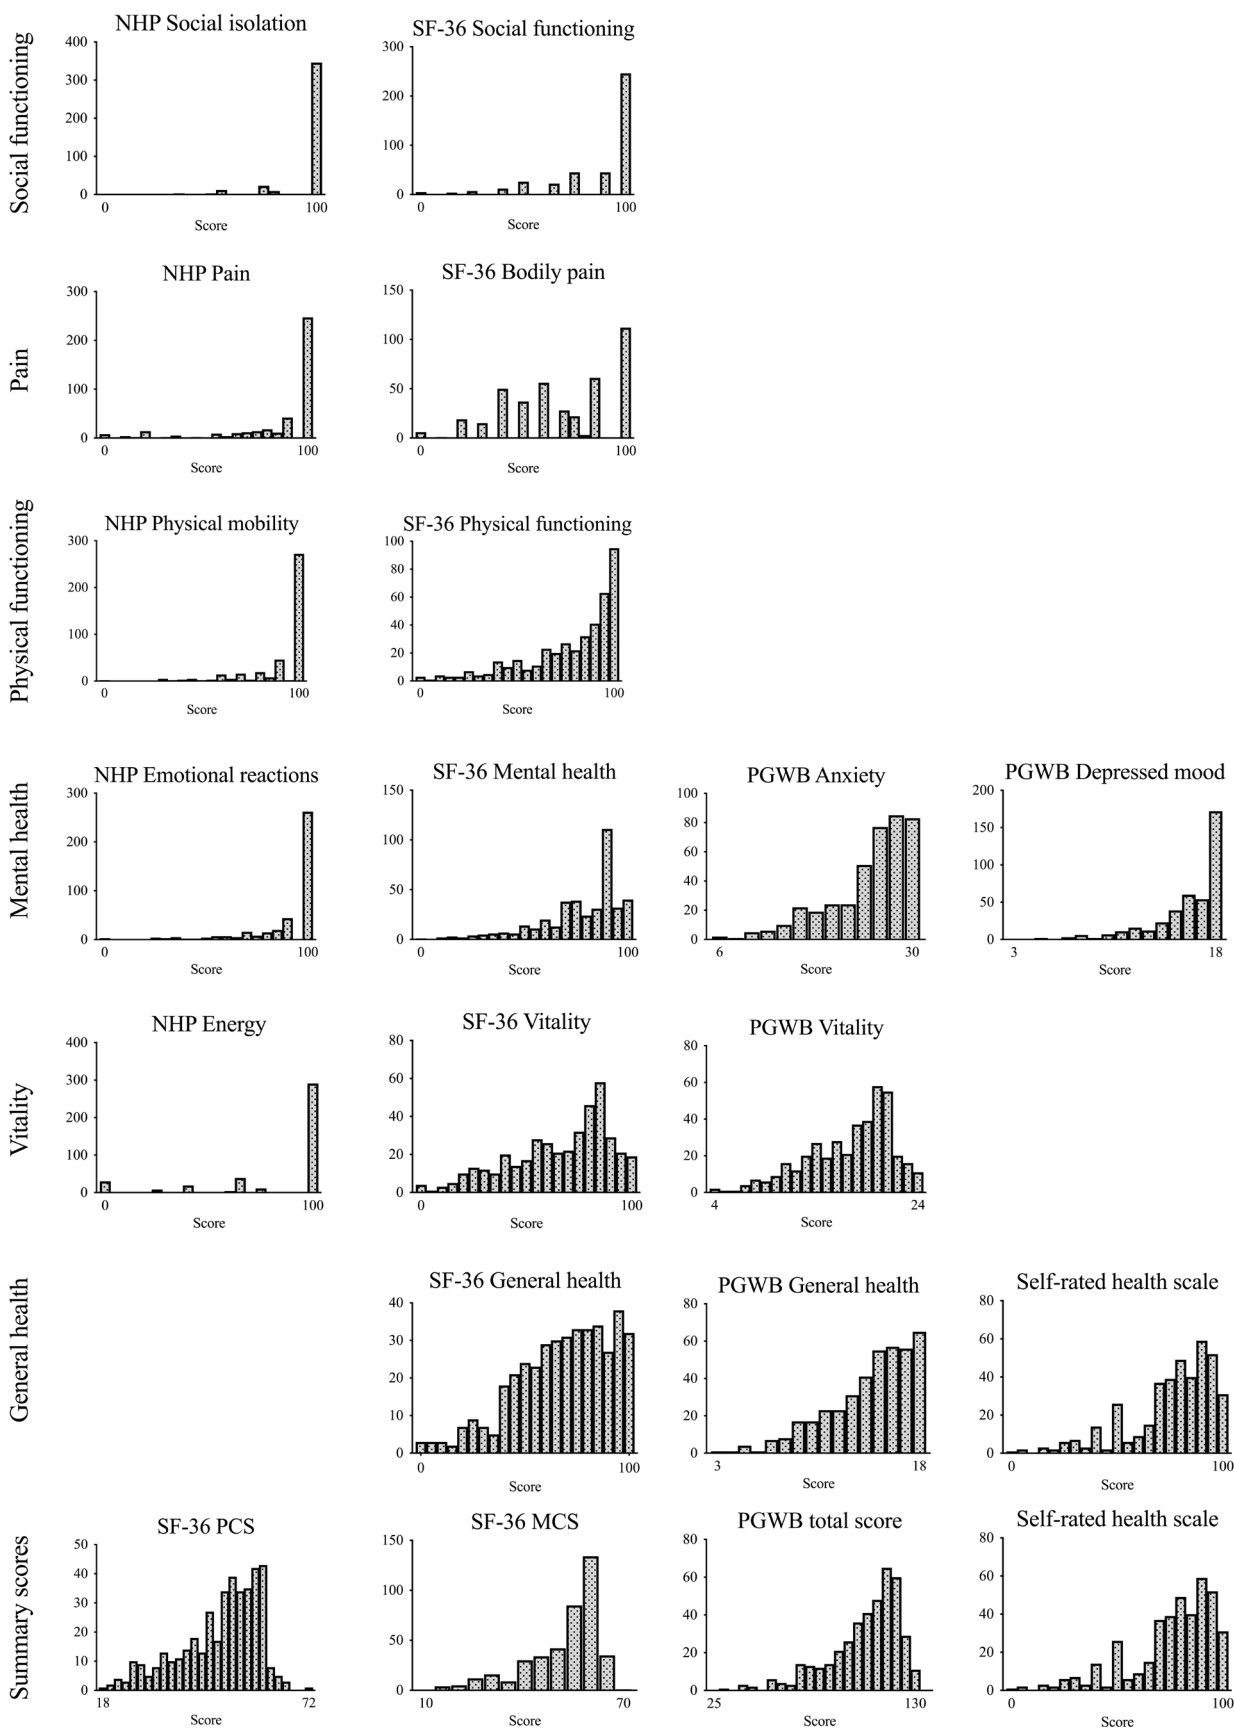 Social functioning
NHP Social isolation
400
300
200
100
0
0 100
Score
SF-36 Social functioning
300
200
100
0
0 100
Score
Pain
NHP Pain
300
200
100
0
0 100
Score
SF-36 Bodily pain
150
100
50
0
0 100
Score
Physical functioning
NHP Physical mobility
300
200
100
0
0 100
Score
SF-36 Physical functioning
100
80
60
40
20
0
0 100
Score
Mental health
NHP Emotional reactions
300
200
100
0
0 100
Score
SF-36 Mental health
150
100
50
0
0 100
Score
PGWB Anxiety
100
80
60
40
20
0
6 30
Score
PGWB Depressed mood
200
150
100
50
0
3 18
Score
Vitality
NHP Energy
400
300
200
100
0
0 100
Score
SF-36 Vitality
80
60
40
20
0
0 100
Score
PGWB Vitality
80
60
40
20
0
4 24
Score
General health
SF-36 General health
40
30
20
10
0
0 100
Score
PGWB General health
80
60
40
20
0
3 18
Score
Self-rated health scale
80
60
40
20
0
0 100
Score
Summary scores
SF-36 PCS
50
40
30
20
10
0
18 72
Score
SF-36 MCS
150
100
50
0
10 70
Score
PGWB total score
80
60
40
20
0
25 130
Score
Self-rated health scale
80
60
40
20
0
0 100
Score